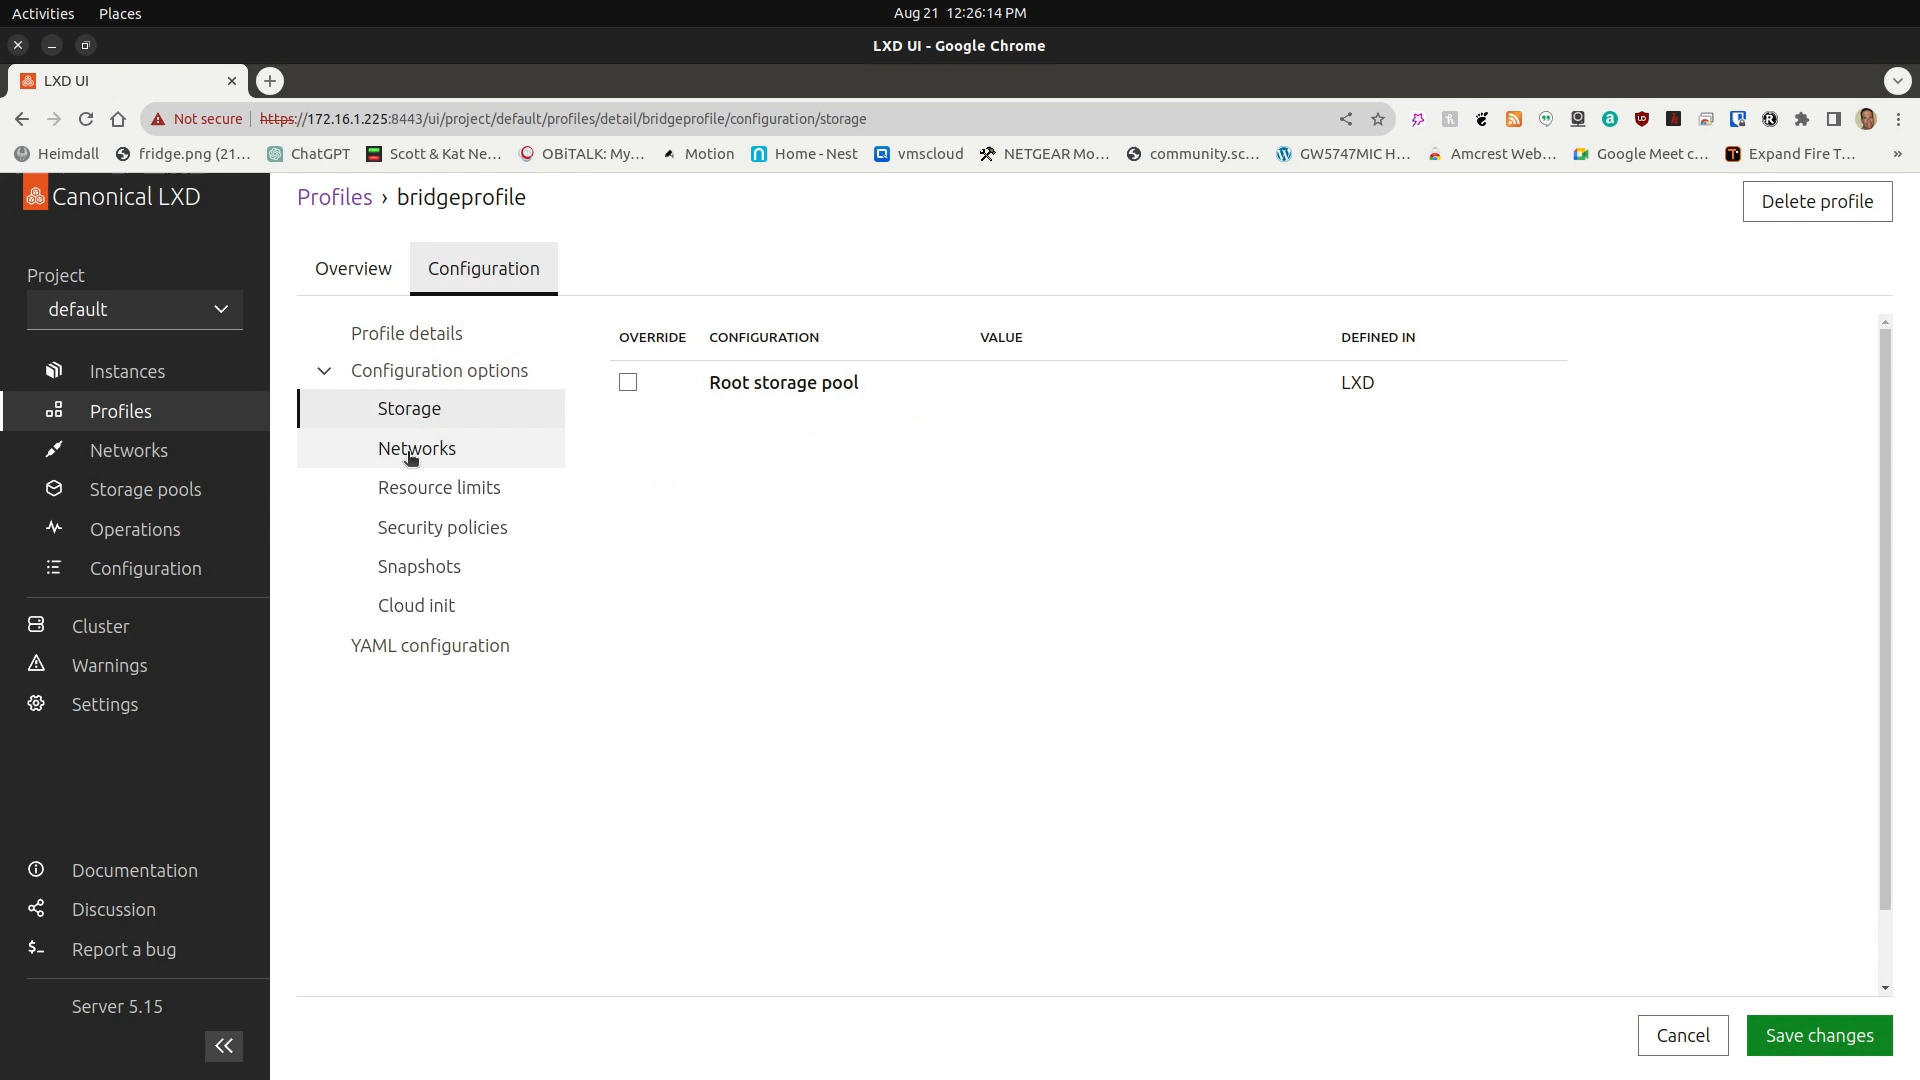 Activities Places Aug 21 12:26:14 PM
LXD UI - Google Chrome
LXD UI
Not secure https://172.16.1.225:8443/ui/project/default/profiles/detail/bridgeprofile/configuration/storage
Heimdall fridge.png (21... ChatGPT Scott & Kat Ne... OBiTALK: My,... Motion Home - Nest vmscloud NETGEAR Mo... community.sc... GW5747MIC H... Amcrest Web... Google Meet c... Expand Fire T... »
Canonical LXD
Profiles › bridgeprofile
Delete profile
Overview Configuration
Project
default
Instances
Profiles
Networks
Storage pools
Operations
Configuration
Cluster
Warnings
Settings
Documentation
Discussion
Report a bug
Server 5.15
Profile details
Configuration options
Storage
Networks
Resource limits
Security policies
Snapshots
Cloud init
YAML configuration
OVERRIDE CONFIGURATION VALUE DEFINED IN
Root storage pool LXD
Cancel Save changes